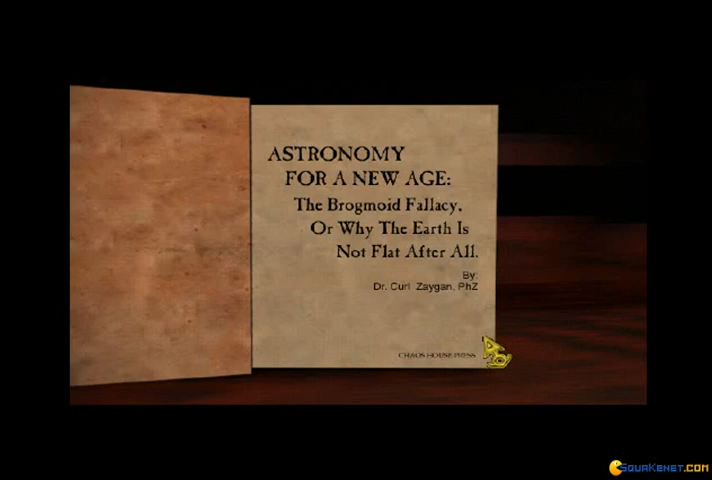 ASTRONOMY
FOR A NEW AGE:
The Brogmoid Fallacy,
Or Why The Earth Is
Not Flat After All.
By:
Dr. Curl Zaygan, PhZ
CHAOS HOUSE PRESS
SQUAKENET.COM